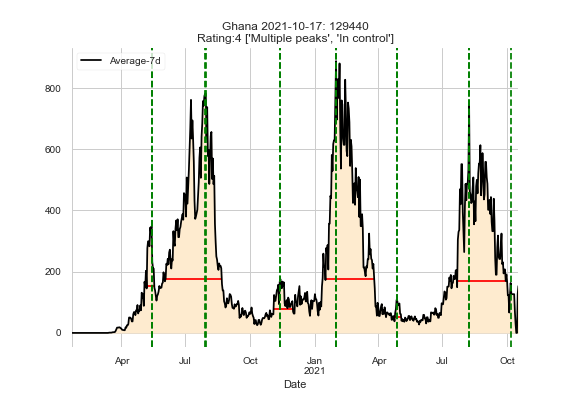 Ghana 2021-10-17: 129440
Rating:4 ['Multiple peaks', 'In control']
Average-7d
800
600
400
200
0
Apr Jul Oct Jan Apr Jul Oct
2021
Date